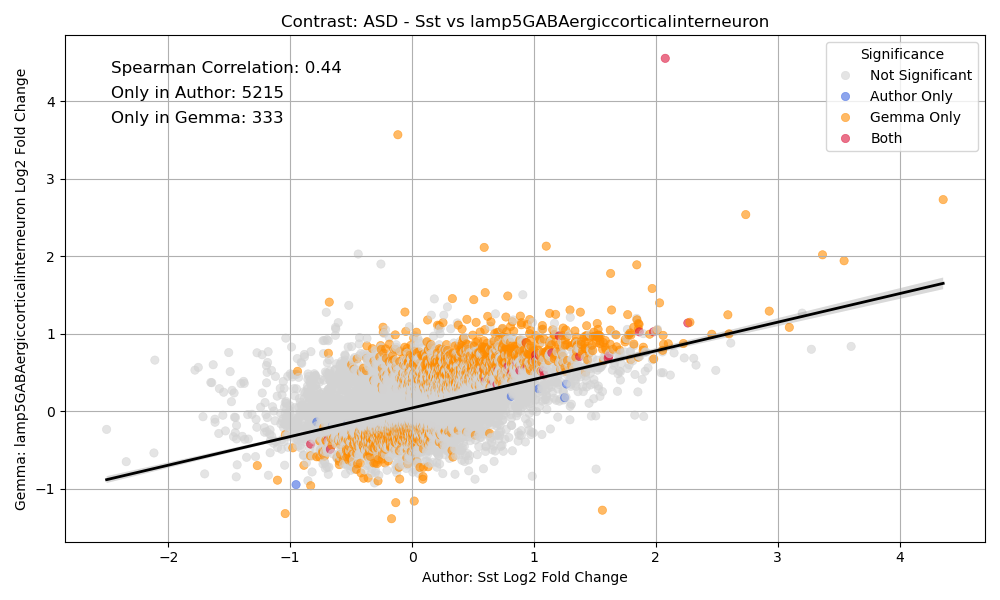 Contrast: ASD - Sst vs lamp5GABAergiccorticalinterneuron
Spearman Correlation: 0.44
Only in Author: 5215
Only in Gemma: 333
Significance
Not Significant
Author Only
Gemma Only
Both
Gemma: lamp5GABAergiccorticalinterneuron Log2 Fold Change
4
3
2
1
0
−1
−2
−1
0
1
2
3
4
Author: Sst Log2 Fold Change